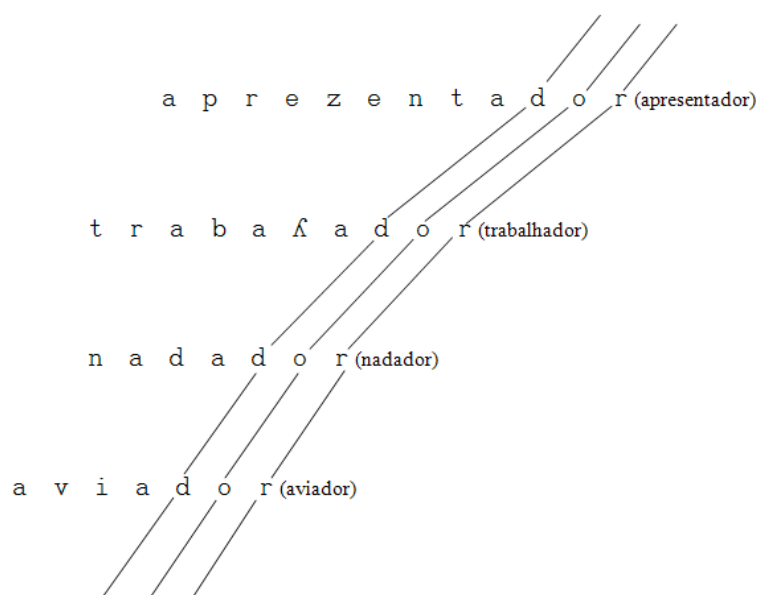 a p r e z e n t a d o r (apresentador)
t r a b a ʎ a d o r (trabalhador)
n a d a d o r (nadador)
a v i a d o r (aviador)